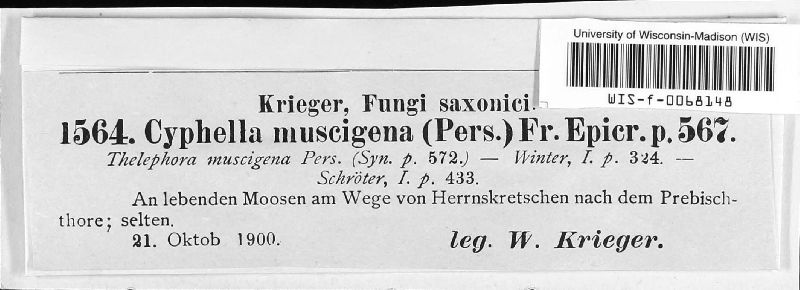 University of Wisconsin-Madison (WIS)
WIS-f-0068148
Krieger, Fungi saxonici.
1564. Cyphella muscigena (Pers.) Fr. Epicr. p. 567.
Thelephora muscigena Pers. (Syn. p. 572.) — Winter, I. p. 324. —
Schröter, I. p. 433.
An lebenden Moosen am Wege von Herrnskretschen nach dem Prebisch-
thore; selten.
21. Oktob 1900.	leg. W. Krieger.